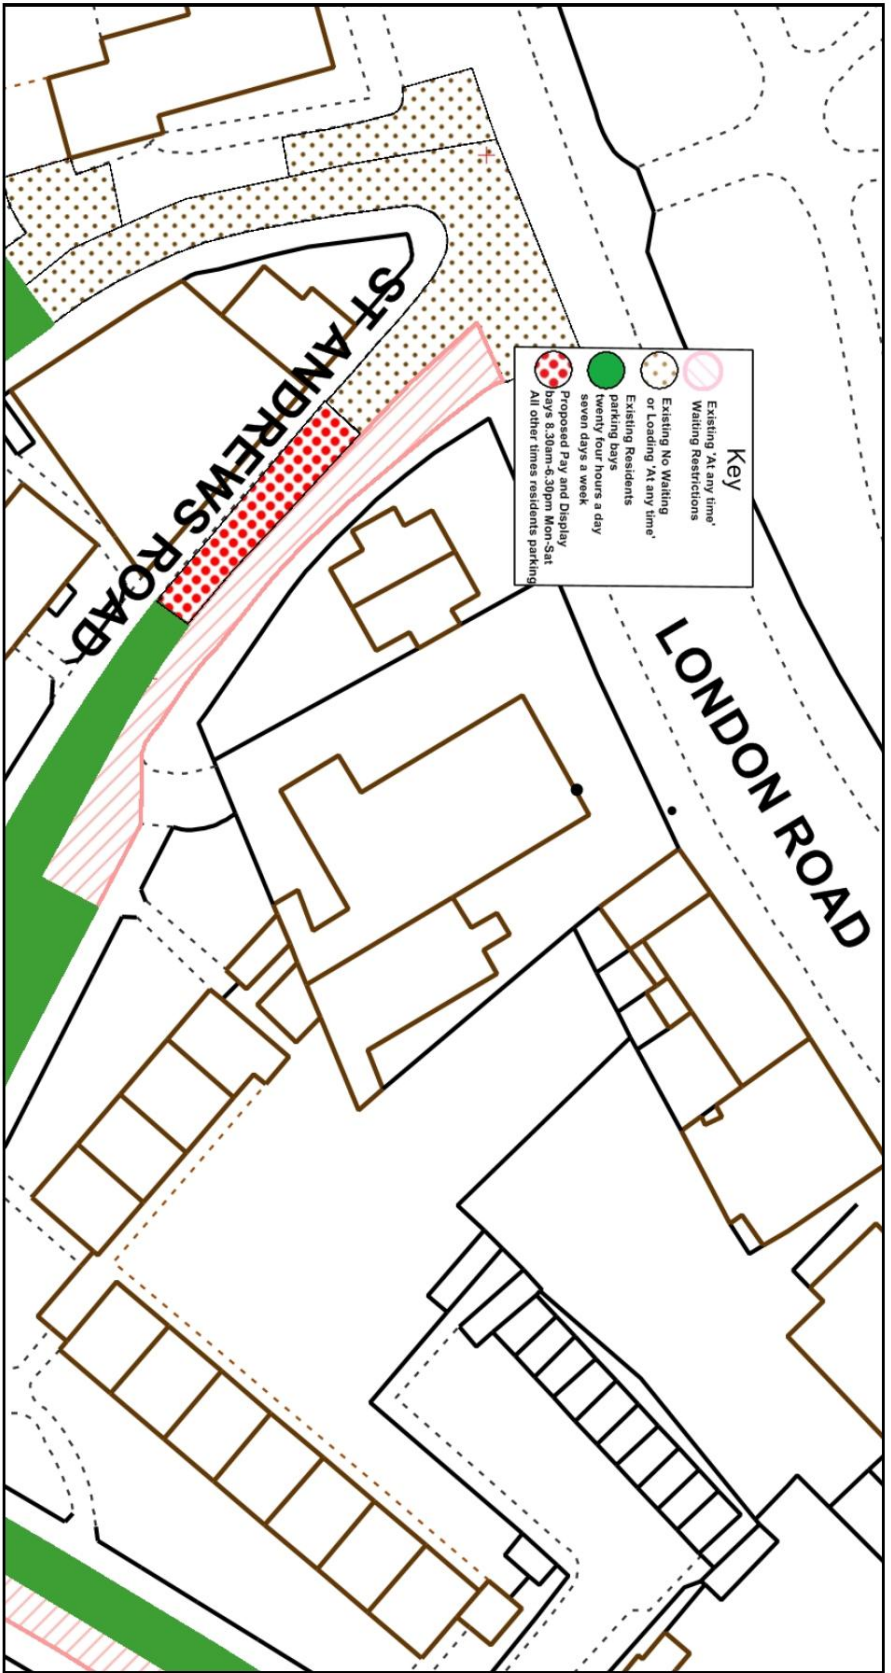 ST ANDREWS ROAD
LONDON ROAD
Key
Existing 'At any time'
Waiting Restrictions
Existing No Waiting
or Loading 'At any time'
Existing Residents
parking bays
twenty four hours a day
seven days a week
Proposed Pay and Display
bays 8.30am-6.30pm Mon-Sat
All other times residents parking